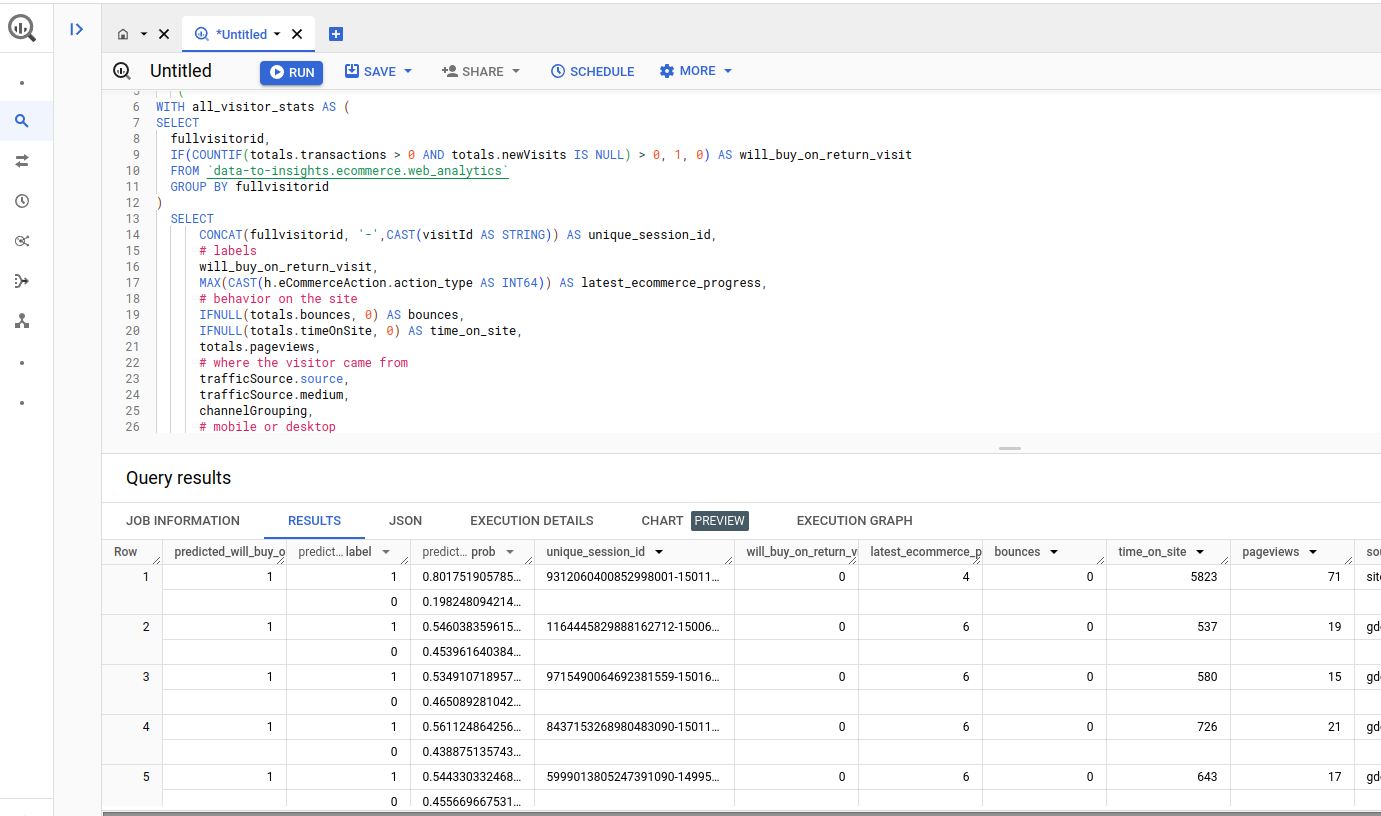 *Untitled
Untitled
RUN
SAVE
SHARE
SCHEDULE
MORE
5 (
6 WITH all_visitor_stats AS (
7 SELECT
8 fullvisitorid,
9 IF(COUNTIF(totals.transactions > 0 AND totals.newVisits IS NULL) > 0, 1, 0) AS will_buy_on_return_visit
10 FROM `data-to-insights.ecommerce.web_analytics`
11 GROUP BY fullvisitorid
12 )
13 SELECT
14 CONCAT(fullvisitorid, '-',CAST(visitId AS STRING)) AS unique_session_id,
15 # labels
16 will_buy_on_return_visit,
17 MAX(CAST(h.eCommerceAction.action_type AS INT64)) AS latest_ecommerce_progress,
18 # behavior on the site
19 IFNULL(totals.bounces, 0) AS bounces,
20 IFNULL(totals.timeOnSite, 0) AS time_on_site,
21 totals.pageviews,
22 # where the visitor came from
23 trafficSource.source,
24 trafficSource.medium,
25 channelGrouping,
26 # mobile or desktop
Query results
JOB INFORMATION RESULTS JSON EXECUTION DETAILS CHART PREVIEW EXECUTION GRAPH
Row predicted_will_buy_o predict... label predict... prob unique_session_id will_buy_on_return_v latest_ecommerce_p bounces time_on_site pageviews sou
1 1 1 0.801751905785... 9312060400852998001-15011... 0 4 0 5823 71 site
0 0.198248094214...
2 1 1 0.546038359615... 1164445829888162712-15006... 0 6 0 537 19 gde
0 0.453961640384...
3 1 1 0.534910718957... 9715490064692381559-15016... 0 6 0 580 15 gde
0 0.465089281042...
4 1 1 0.561124864256... 8437153268980483090-15011... 0 6 0 726 21 gde
0 0.438875135743...
5 1 1 0.544330332468... 5999013805247391090-14995... 0 6 0 643 17 gde
0 0.455669667531...